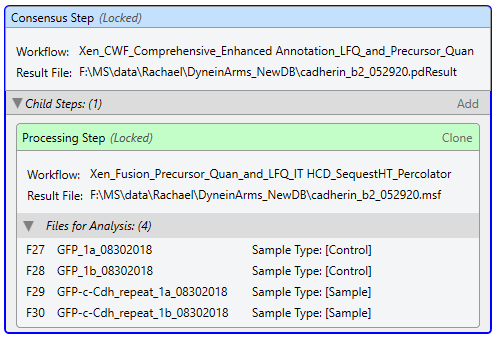 Consensus Step (Locked)
Workflow: Xen_CWF_Comprehensive_Enhanced Annotation_LFQ_and_Precursor_Quan
Result File: F:\MS\data\Rachael\DyneinArms_NewDB\cadherin_b2_052920.pdResult
Child Steps: (1) Add
Processing Step (Locked) Clone
Workflow: Xen_Fusion_Precursor_Quan_and_LFQ_IT HCD_SequestHT_Percolator
Result File: F:\MS\data\Rachael\DyneinArms_NewDB\cadherin_b2_052920.msf
Files for Analysis: (4)
F27 GFP_1a_08302018 Sample Type: [Control]
F28 GFP_1b_08302018 Sample Type: [Control]
F29 GFP-c-Cdh_repeat_1a_08302018 Sample Type: [Sample]
F30 GFP-c-Cdh_repeat_1b_08302018 Sample Type: [Sample]